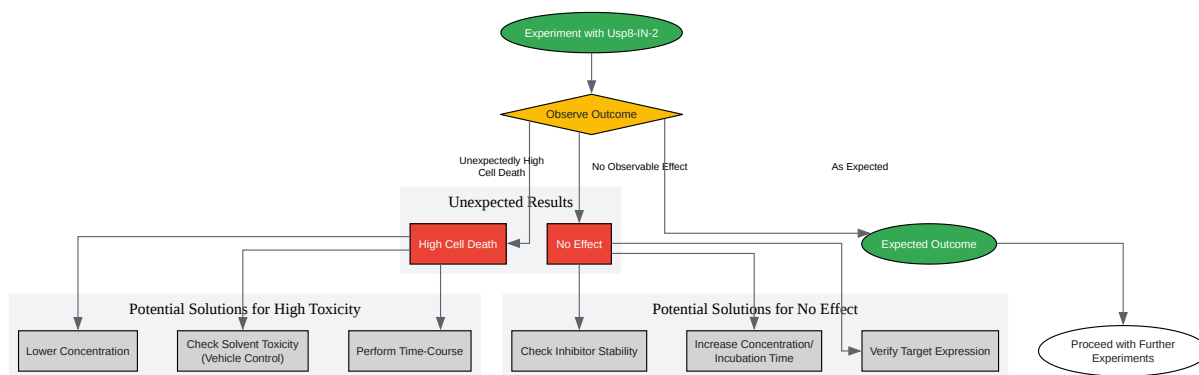 Experiment with Usp8-IN-2
Observe Outcome
Unexpectedly High
Cell Death
No Observable Effect
As Expected
Unexpected Results
High Cell Death
No Effect
Expected Outcome
Potential Solutions for High Toxicity
Potential Solutions for No Effect
Lower Concentration
Check Solvent Toxicity
(Vehicle Control)
Perform Time-Course
Check Inhibitor Stability
Increase Concentration/
Incubation Time
Verify Target Expression
Proceed with Further
Experiments